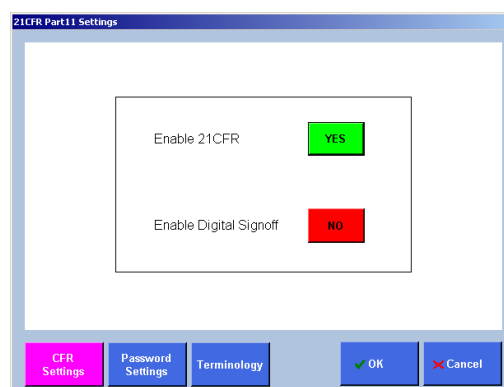 21CFR Part11 Settings
Enable 21CFR YES
Enable Digital Signoff NO
CFR
Settings
Password
Settings
Terminology
OK
Cancel